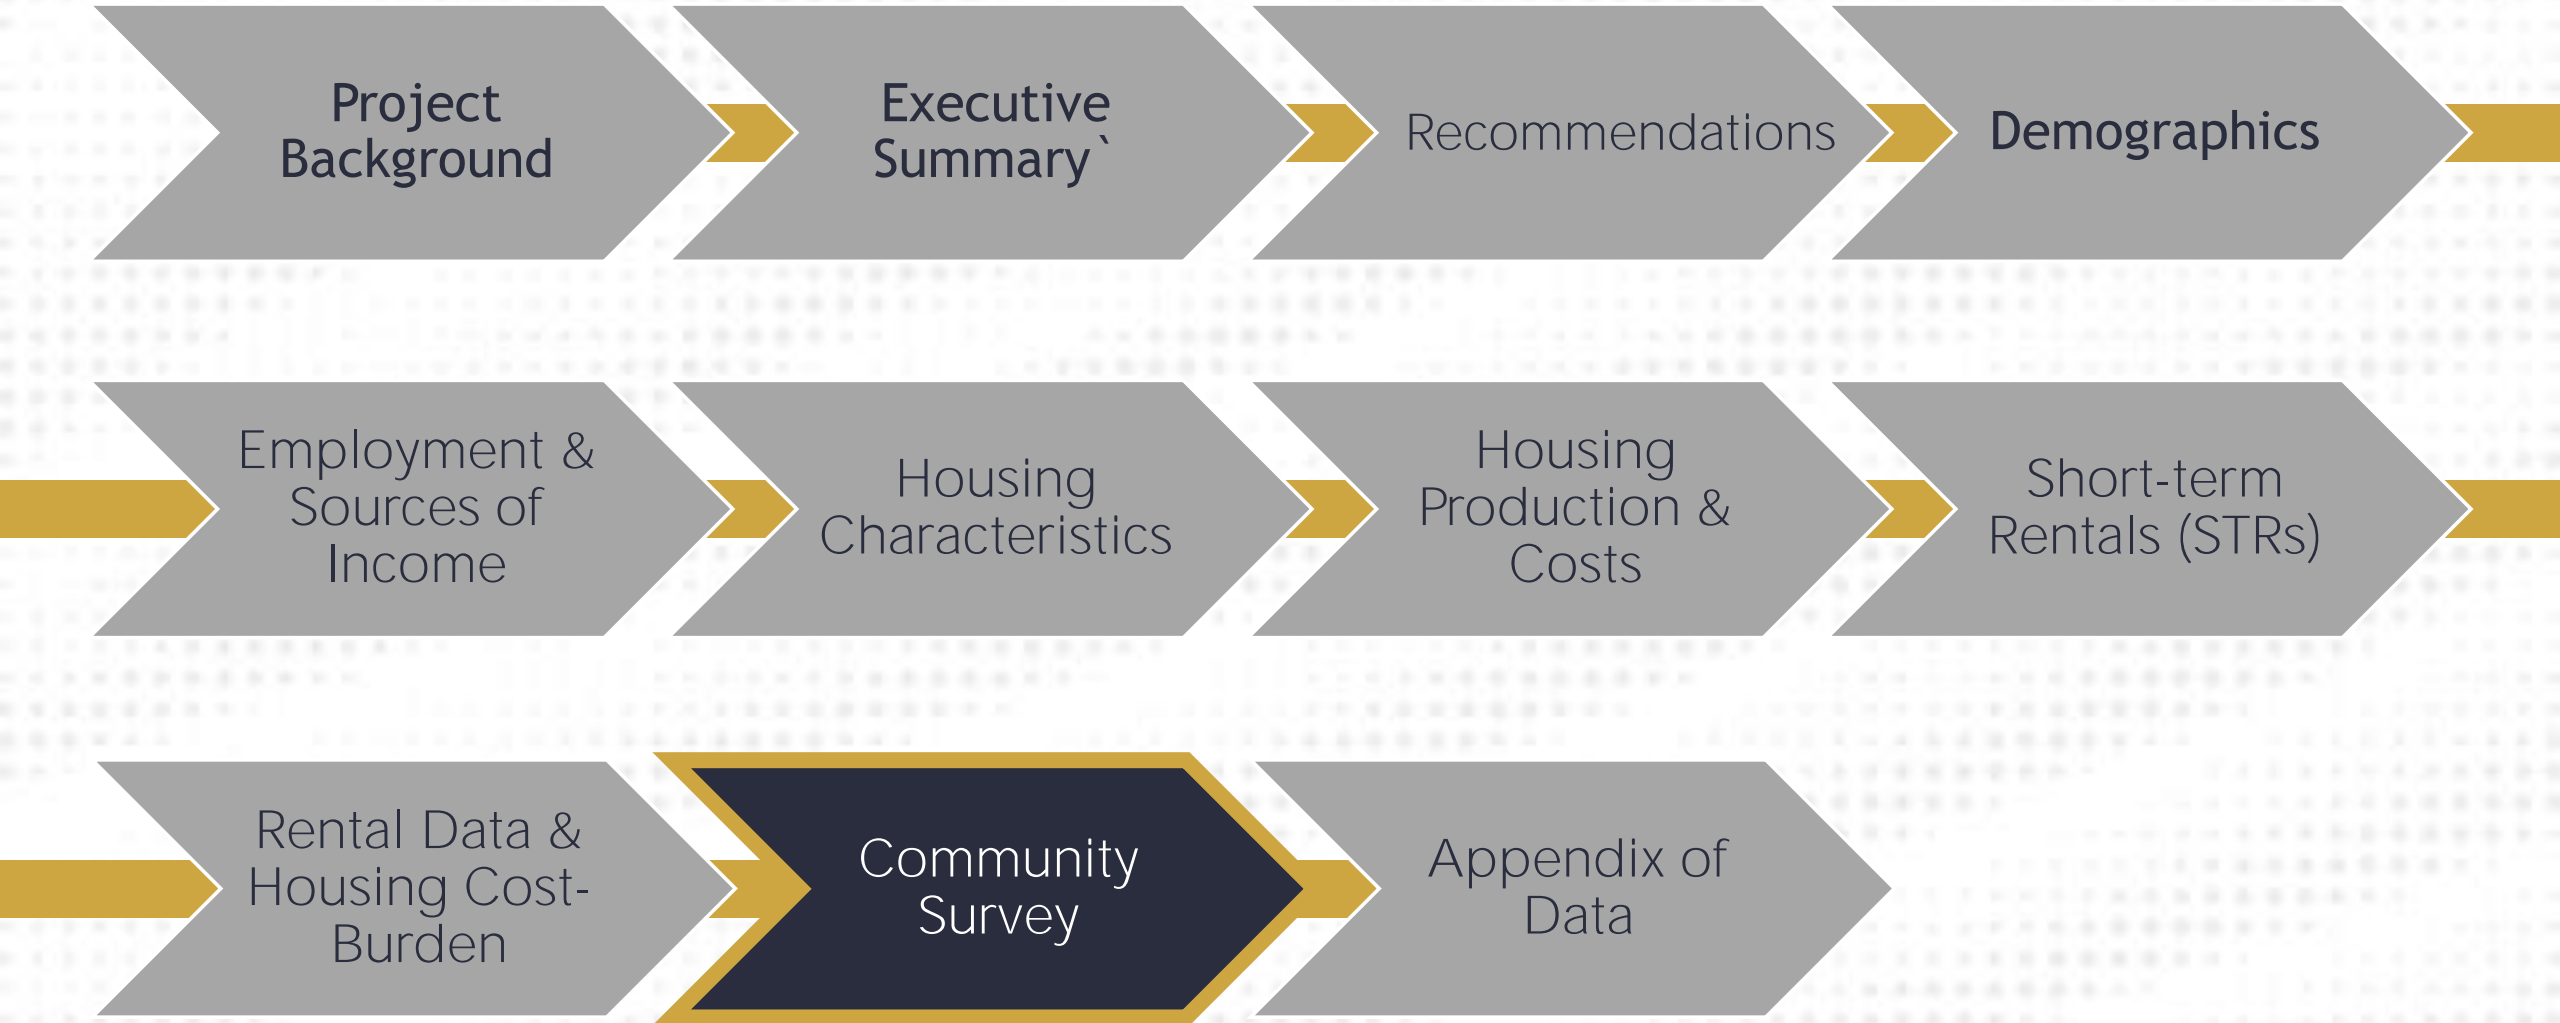 Project
Background
Executive
Summary`
Recommendations
Demographics
Employment &
Sources of
Income
Housing
Characteristics
Housing
Production &
Costs
Short-term
Rentals (STRs)
Rental Data &
Housing Cost-
Burden
Community
Survey
Appendix of
Data